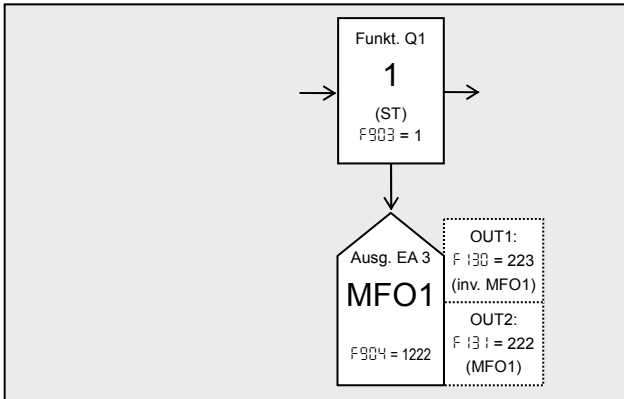 Funkt. Q1
1
(ST)
F903 = 1
Ausg. EA 3
MFO1
F904 = 1222
OUT1:
F130 = 223
(inv. MFO1)
OUT2:
F131 = 222
(MFO1)